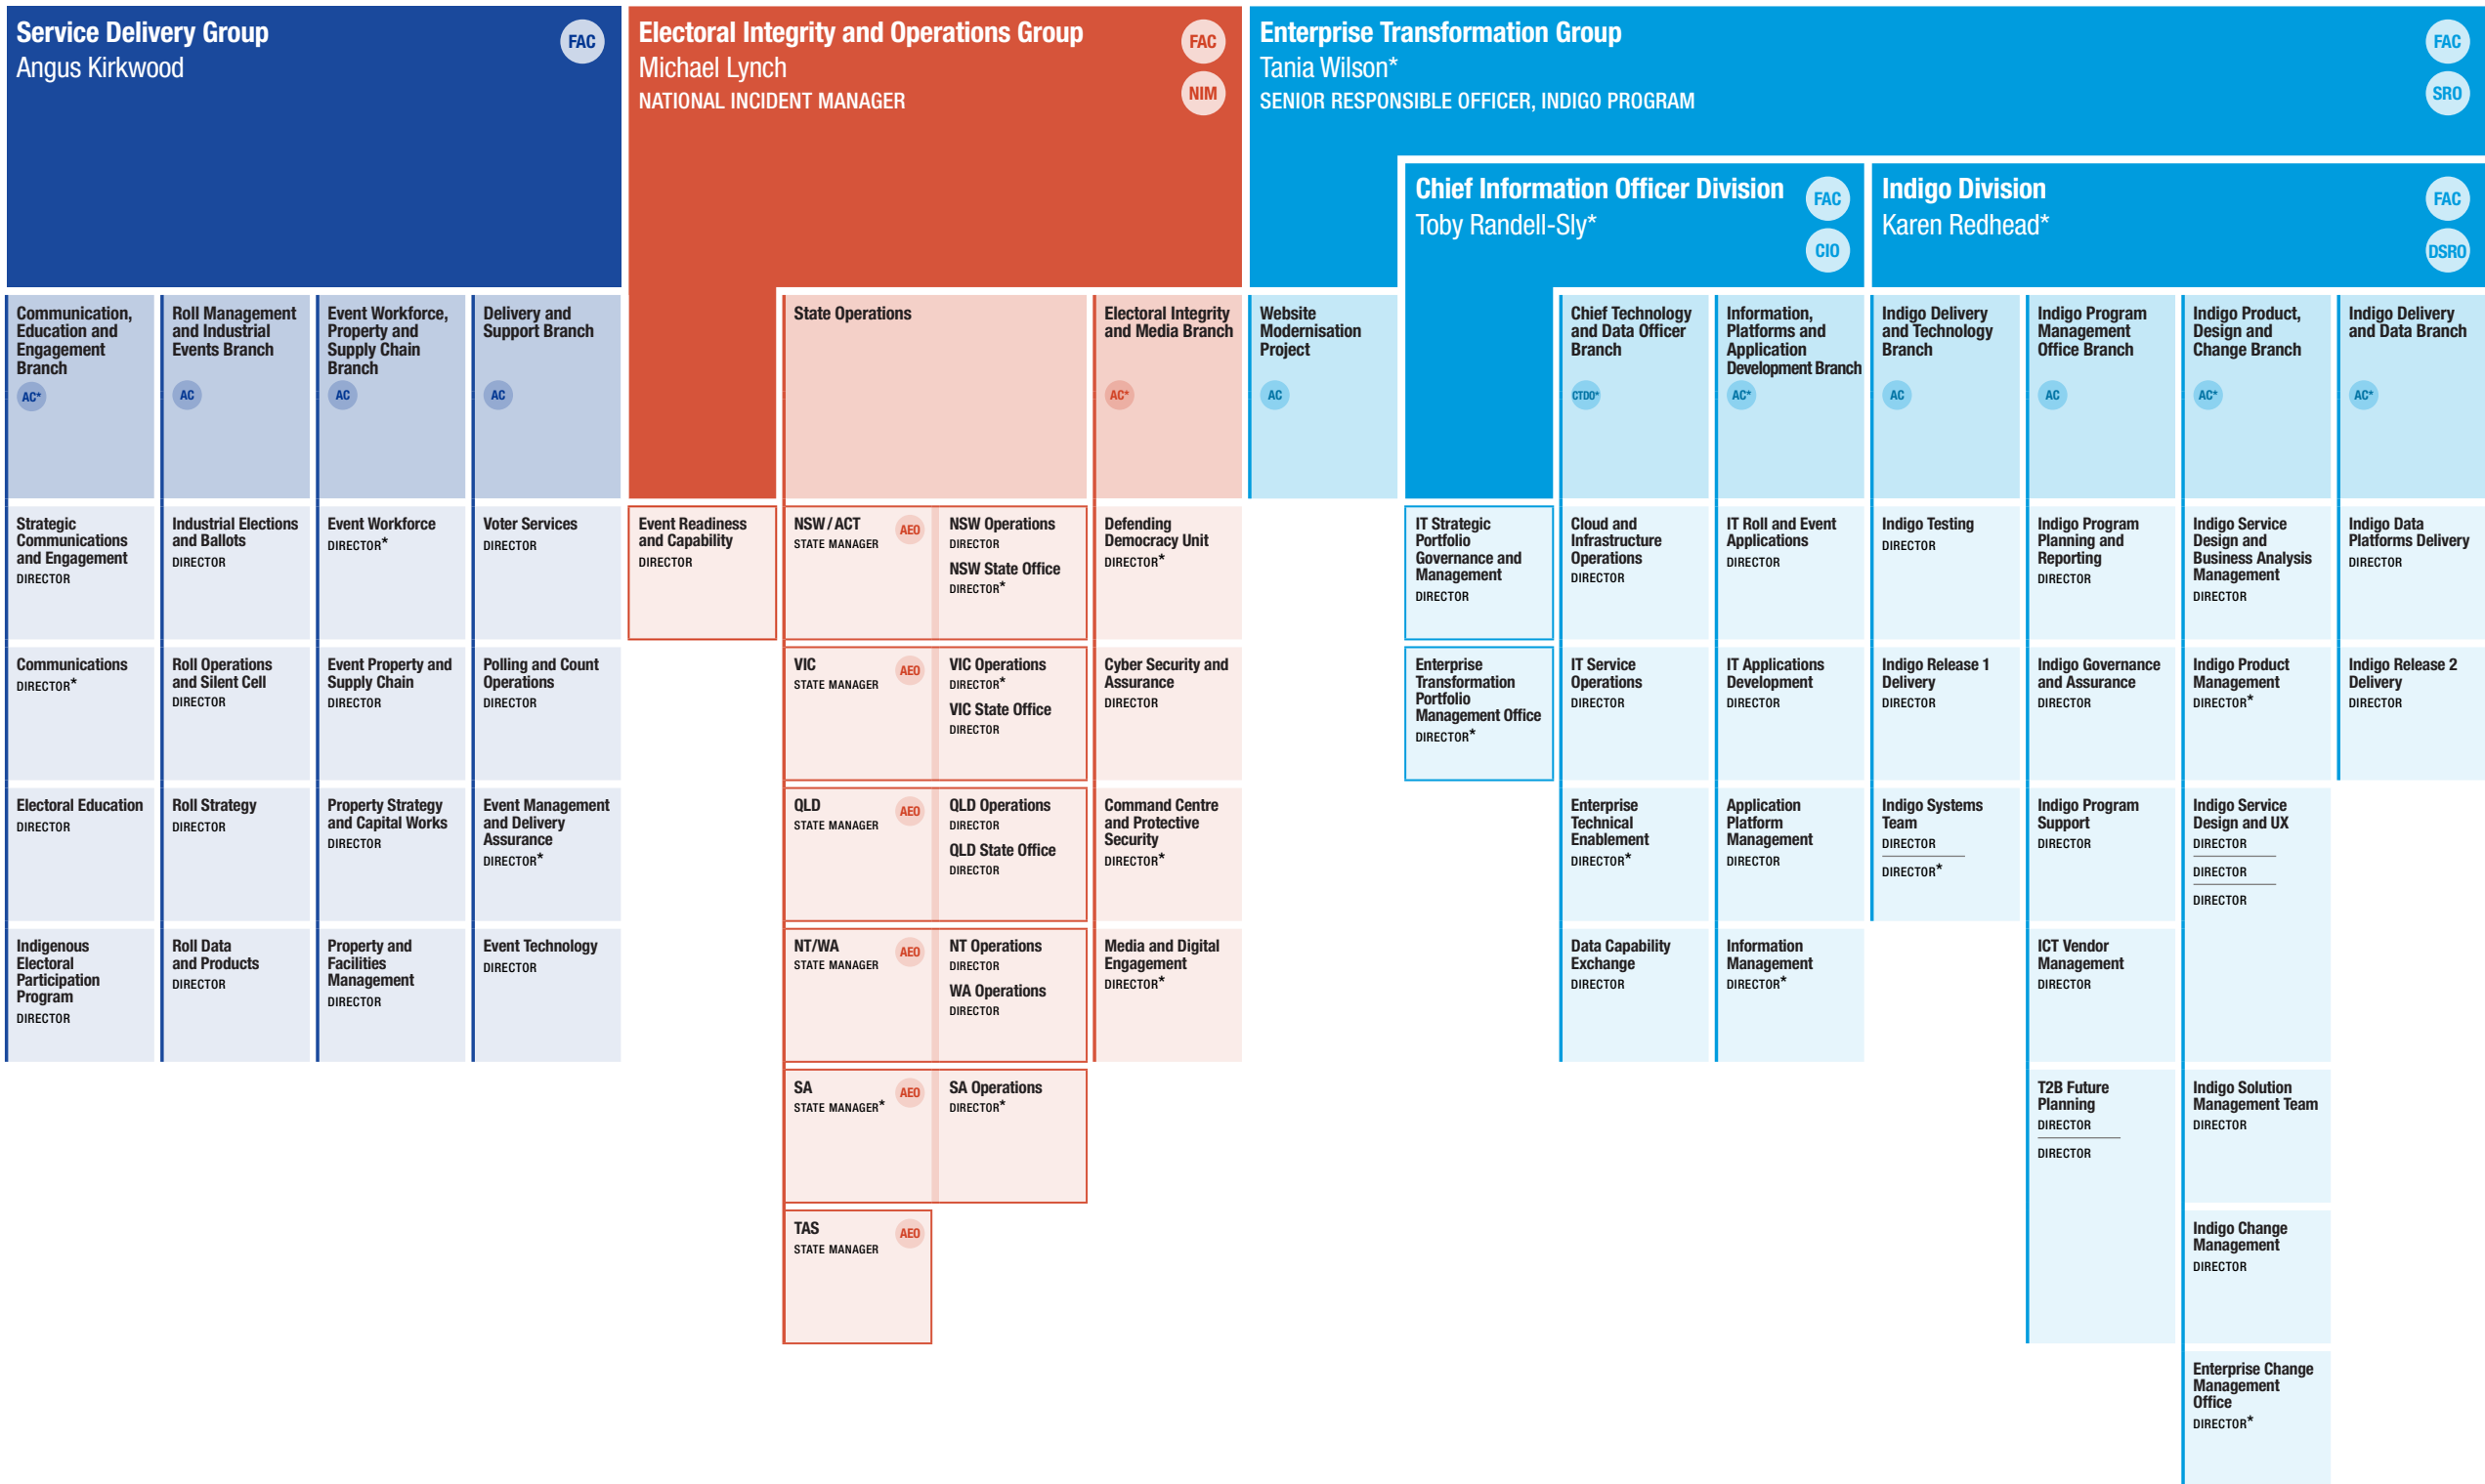 Service Delivery Group
Angus Kirkwood
FAC
Electoral Integrity and Operations Group
Michael Lynch
NATIONAL INCIDENT MANAGER
FAC
NIM
Enterprise Transformation Group
Tania Wilson*
SENIOR RESPONSIBLE OFFICER, INDIGO PROGRAM
FAC
SRO
Chief Information Officer Division
Toby Randell-Sly*
FAC
CIO
Indigo Division
Karen Redhead*
FAC
DSRO
Communication,
Education and
Engagement
Branch
AC*
Strategic
Communications
and Engagement
DIRECTOR
Communications
DIRECTOR*
Electoral Education
DIRECTOR
Indigenous
Electoral
Participation
Program
DIRECTOR
Roll Management
and Industrial
Events Branch
AC
Industrial Elections
and Ballots
DIRECTOR
Roll Operations
and Silent Cell
DIRECTOR
Roll Strategy
DIRECTOR
Roll Data
and Products
DIRECTOR
Event Workforce,
Property and
Supply Chain
Branch
AC
Event Workforce
DIRECTOR*
Event Property and
Supply Chain
DIRECTOR
Property Strategy
and Capital Works
DIRECTOR
Property and
Facilities
Management
DIRECTOR
Delivery and
Support Branch
AC
Voter Services
DIRECTOR
Polling and Count
Operations
DIRECTOR
Event Management
and Delivery
Assurance
DIRECTOR*
Event Technology
DIRECTOR
Event Readiness
and Capability
DIRECTOR
State Operations
NSW/ACT
STATE MANAGER
AEO
NSW Operations
DIRECTOR
NSW State Office
DIRECTOR*
VIC
STATE MANAGER
AEO
VIC Operations
DIRECTOR*
VIC State Office
DIRECTOR
QLD
STATE MANAGER
AEO
QLD Operations
DIRECTOR
QLD State Office
DIRECTOR
NT/WA
STATE MANAGER
AEO
NT Operations
DIRECTOR
WA Operations
DIRECTOR
SA
STATE MANAGER*
AEO
SA Operations
DIRECTOR*
TAS
STATE MANAGER
AEO
Electoral Integrity
and Media Branch
AC*
Defending
Democracy Unit
DIRECTOR*
Cyber Security and
Assurance
DIRECTOR
Command Centre
and Protective
Security
DIRECTOR*
Media and Digital
Engagement
DIRECTOR*
Website
Modernisation
Project
AC
IT Strategic
Portfolio
Governance and
Management
DIRECTOR
Enterprise
Transformation
Portfolio
Management Office
DIRECTOR*
Chief Technology
and Data Officer
Branch
CTDO*
Cloud and
Infrastructure
Operations
DIRECTOR
IT Service
Operations
DIRECTOR
Enterprise
Technical
Enablement
DIRECTOR*
Data Capability
Exchange
DIRECTOR
Information,
Platforms and
Application
Development Branch
AC*
IT Roll and Event
Applications
DIRECTOR
IT Applications
Development
DIRECTOR
Application
Platform
Management
DIRECTOR
Information
Management
DIRECTOR*
Indigo Delivery
and Technology
Branch
AC
Indigo Testing
DIRECTOR
Indigo Release 1
Delivery
DIRECTOR
Indigo Systems
Team
DIRECTOR
DIRECTOR*
Indigo Program
Management
Office Branch
AC
Indigo Program
Planning and
Reporting
DIRECTOR
Indigo Governance
and Assurance
DIRECTOR
Indigo Program
Support
DIRECTOR
ICT Vendor
Management
DIRECTOR
T2B Future
Planning
DIRECTOR
DIRECTOR
Indigo Product,
Design and
Change Branch
AC*
Indigo Service
Design and
Business Analysis
Management
DIRECTOR
Indigo Product
Management
DIRECTOR*
Indigo Service
Design and UX
DIRECTOR
DIRECTOR
DIRECTOR
Indigo Solution
Management Team
DIRECTOR
Indigo Change
Management
DIRECTOR
Enterprise Change
Management
Office
DIRECTOR*
Indigo Delivery
and Data Branch
AC*
Indigo Data
Platforms Delivery
DIRECTOR
Indigo Release 2
Delivery
DIRECTOR